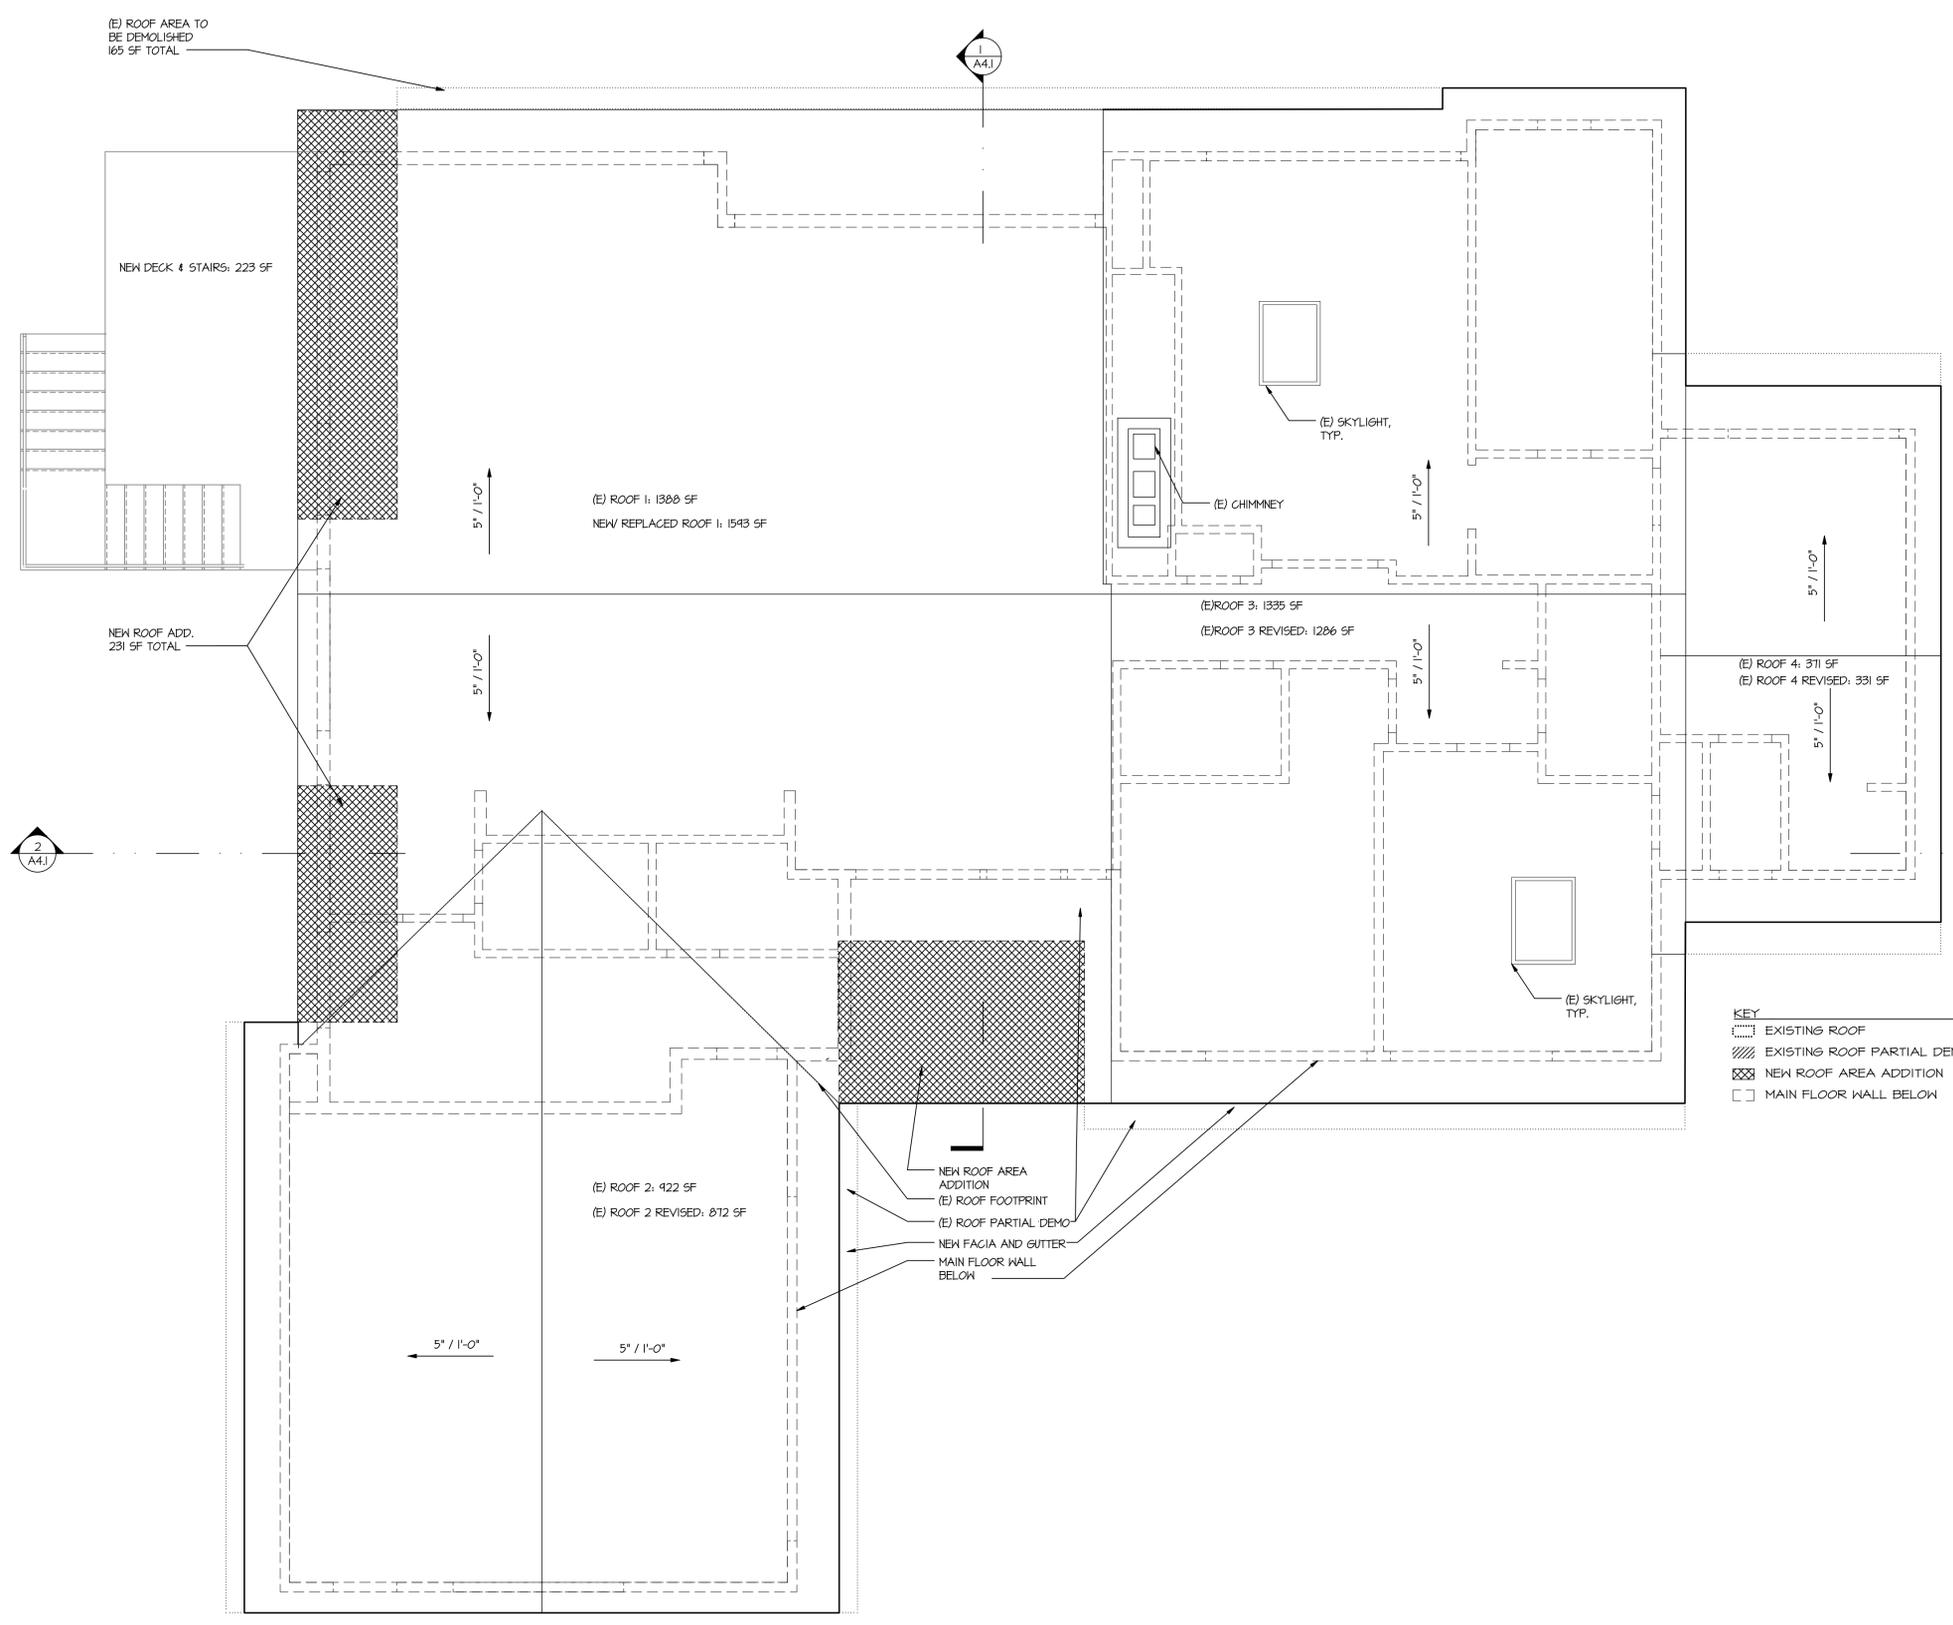 (E) ROOF AREA TO
BE DEMOLISHED
165 SF TOTAL
1
A4.1
NEW DECK & STAIRS: 223 SF
(E) SKYLIGHT,
TYP.
5" / 1'-0"
(E) ROOF 1: 1388 SF
NEW/ REPLACED ROOF 1: 1593 SF
(E) CHIMMNEY
5" / 1'-0"
5" / 1'-0"
(E)ROOF 3: 1335 SF
(E)ROOF 3 REVISED: 1286 SF
NEW ROOF ADD.
231 SF TOTAL
5" / 1'-0"
5" / 1'-0"
(E) ROOF 4: 371 SF
(E) ROOF 4 REVISED: 331 SF
5" / 1'-0"
2
A4.1
(E) SKYLIGHT,
TYP.
KEY
EXISTING ROOF
EXISTING ROOF PARTIAL DE
NEW ROOF AREA ADDITION
MAIN FLOOR WALL BELOW
NEW ROOF AREA
ADDITION
(E) ROOF FOOTPRINT
(E) ROOF PARTIAL DEMO
NEW FACIA AND GUTTER
MAIN FLOOR WALL
BELOW
(E) ROOF 2: 922 SF
(E) ROOF 2 REVISED: 872 SF
5" / 1'-0"
5" / 1'-0"